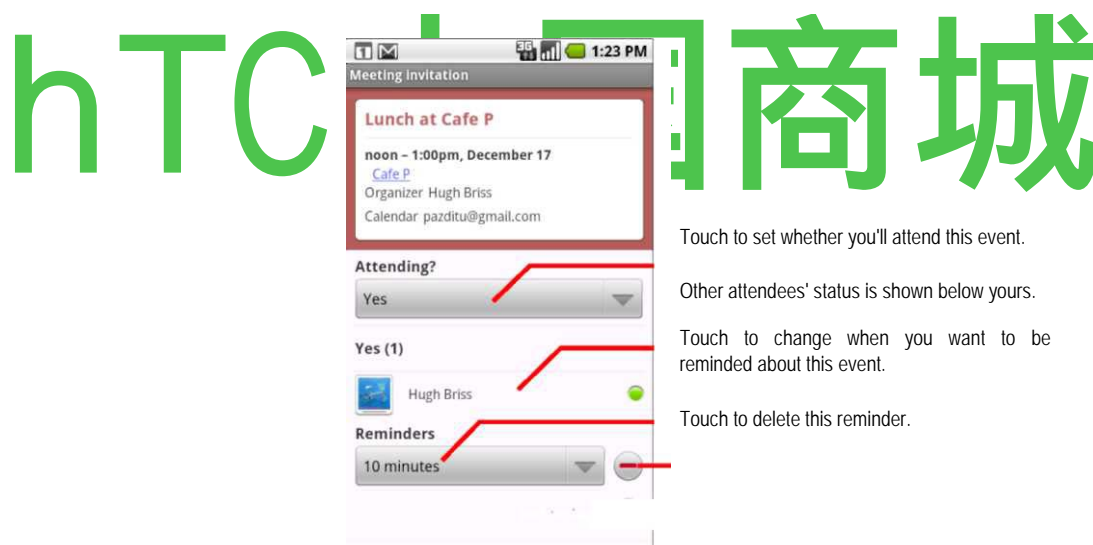 hTC 商城
1 3G 1:23 PM
Meeting invitation
Lunch at Cafe P
noon – 1:00pm, December 17
Cafe P
Organizer Hugh Briss
Calendar pazditu@gmail.com
Attending?
Yes
Yes (1)
Hugh Briss
Reminders
10 minutes
Touch to set whether you'll attend this event.
Other attendees' status is shown below yours.
Touch to change when you want to be
reminded about this event.
Touch to delete this reminder.